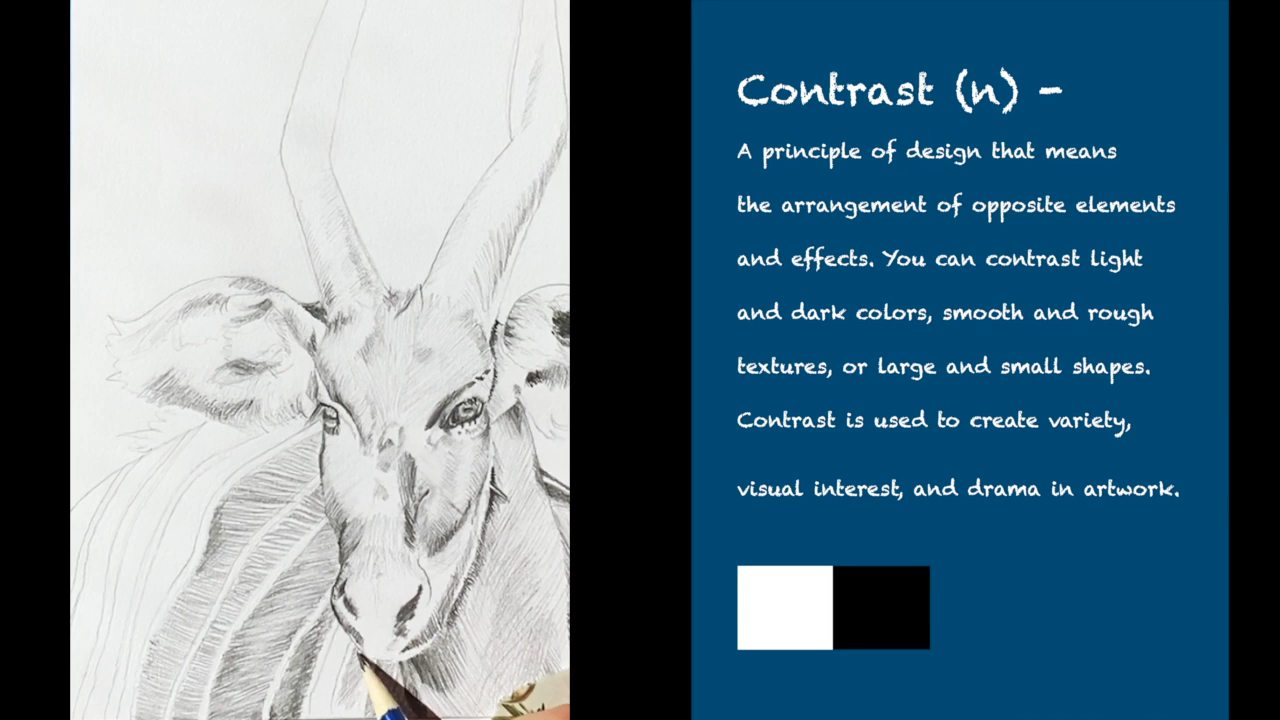 Contrast (n) -
A principle of design that means
the arrangement of opposite elements
and effects. You can contrast light
and dark colors, smooth and rough
textures, or large and small shapes.
Contrast is used to create variety,
visual interest, and drama in artwork.